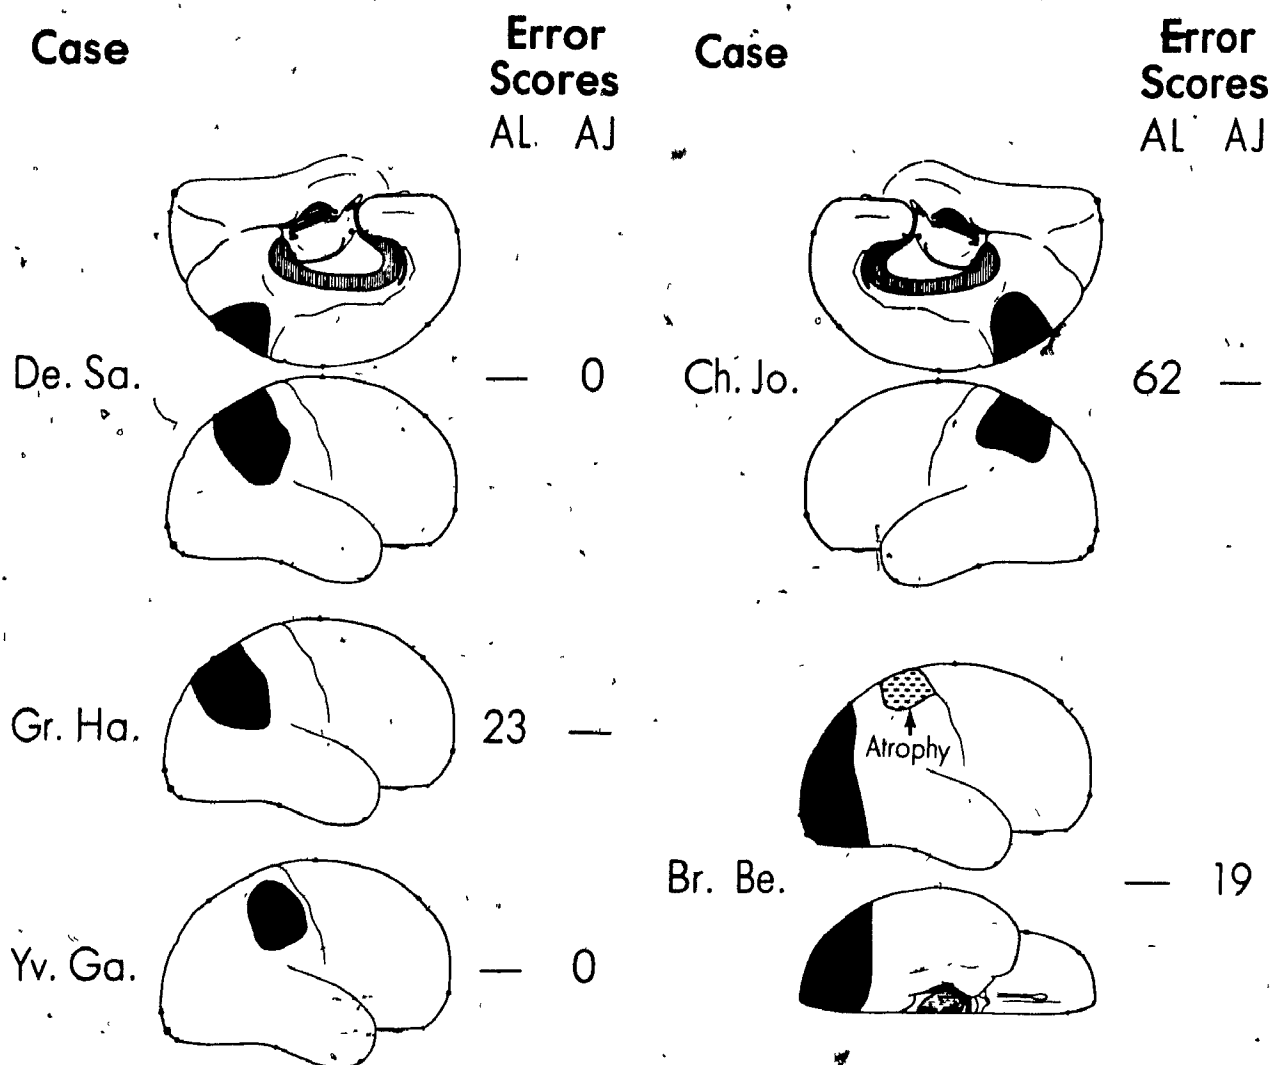 Case Error Scores
AL. AJ
De. Sa. — 0
Gr. Ha. 23 —
Yv. Ga. — 0
Case Error Scores
AL AJ
Ch. Jo. 62 —
Atrophy
Br. Be. — 19